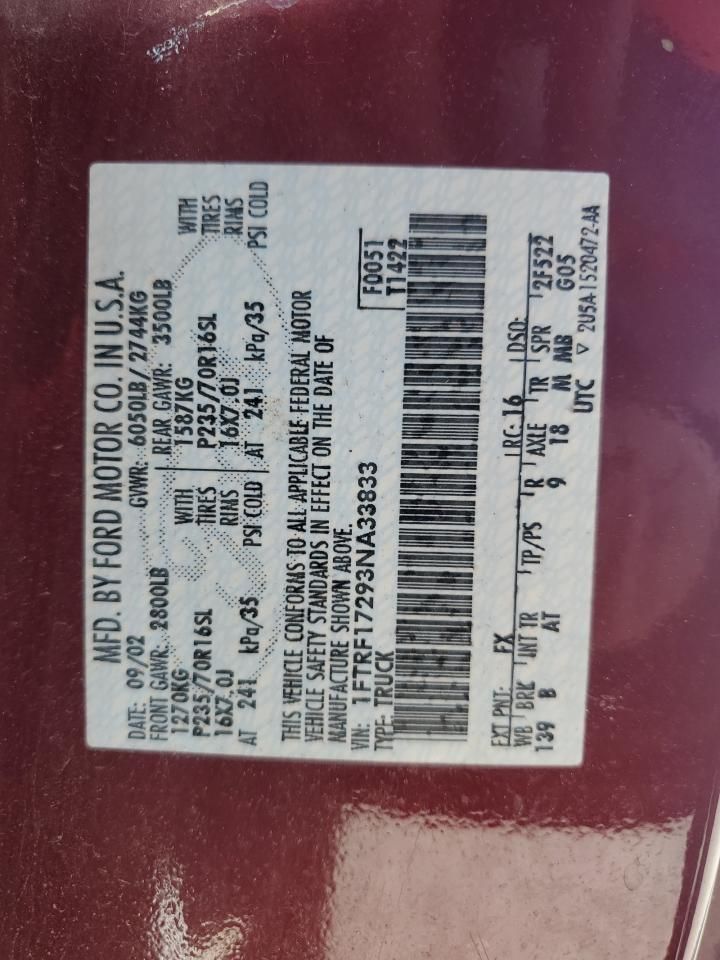 MFD. BY FORD MOTOR CO. IN U.S.A.
DATE: 09/02 GVWR: 6050LB/2744KG
FRONT GAWR: 2800LB REAR GAWR: 3500LB
1270KG WITH 1587KG WITH
P235/70R16SL TIRES P235/70R16SL TIRES
16X7.0J RIMS 16X7.0J RIMS
AT 241 kPa/35 PSI COLD AT 241 kPa/35 PSI COLD
THIS VEHICLE CONFORMS TO ALL APPLICABLE FEDERAL MOTOR
VEHICLE SAFETY STANDARDS IN EFFECT ON THE DATE OF
MANUFACTURE SHOWN ABOVE.
VIN: 1FTRF17293NA33833 F0051
TYPE: TRUCK T1422
EXT PNT: FX RC: 16 DSO:
WB BRK INT TR TP/PS R AXLE TR SPR 2F522
139 B AT 9 18 M MB G05
UTC ▽ 2U5A-1520472-AA